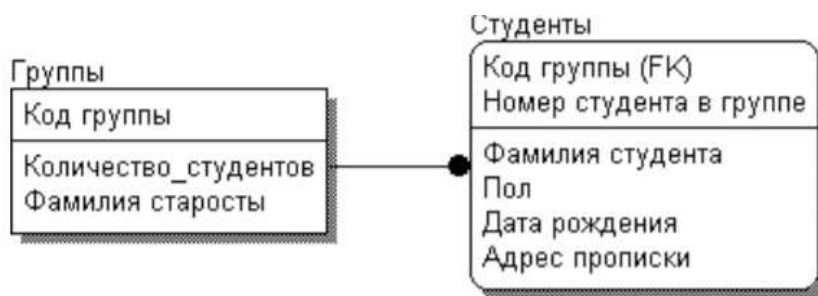 Группы
Код группы
Количество_студентов
Фамилия старосты
Студенты
Код группы (FK)
Номер студента в группе
Фамилия студента
Пол
Дата рождения
Адрес прописки